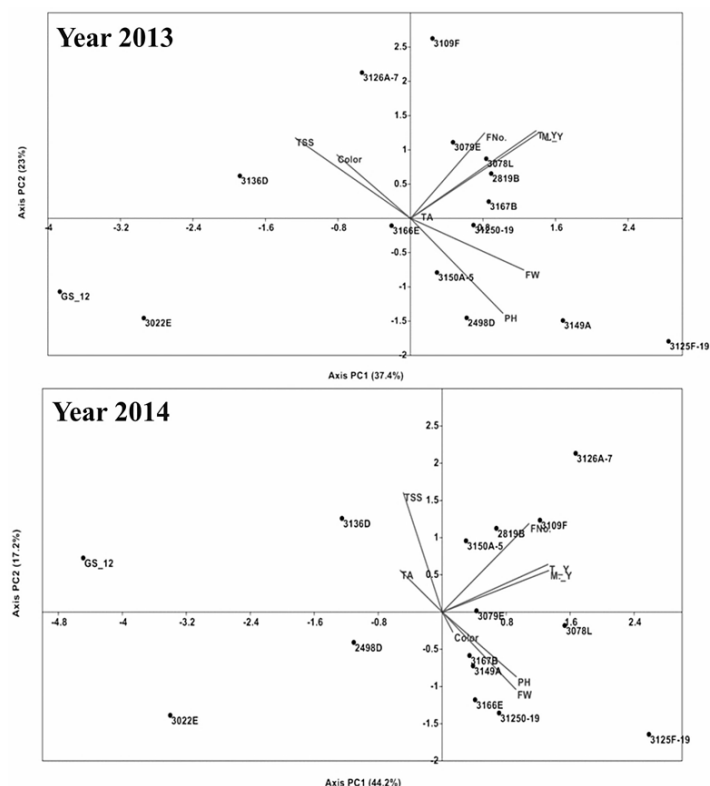 Year 2013
3109F
2.5
3126A-7
2
1.5
TSS
FNo.
T_Y
M_Y
3079E
1
Color
3078L
3136D
2819B
0.5
3167B
TA
-4
-3.2
-2.4
-1.6
-0.8
0.8
1.6
2.4
3166E
31250-19
-0.5
3150A-5
FW
GS_12
-1
3022E
2498D
PH
3149A
-1.5
3125F-19
-2
Axis PC2 (23%)
Axis PC1 (37.4%)
Year 2014
2.5
3126A-7
2
TSS
1.5
3136D
3109F
2819B
FNo.
3150A-5
1
GS_12
TA
0.5
T_Y
M_Y
-4.8
-4
-3.2
-2.4
-1.6
-0.8
3079E
0.8
1.6
2.4
3078L
Color
2498D
-0.5
3167B
3149A
PH
-1
FW
3166E
3022E
31250-19
-1.5
3125F-19
-2
Axis PC2 (17.2%)
Axis PC1 (44.2%)